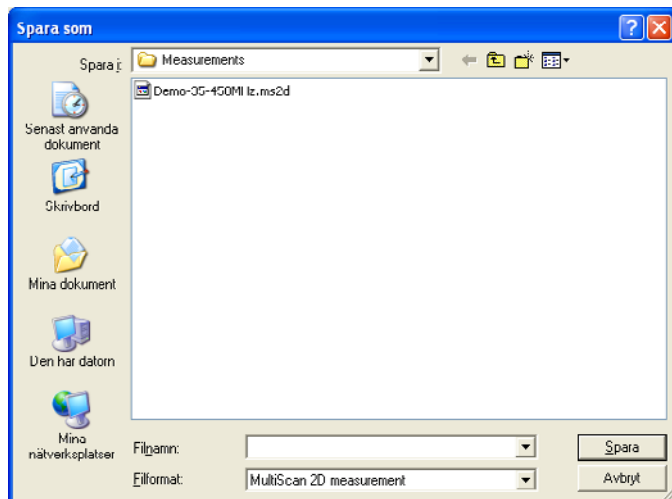 Spara som
Spara i:
Measurements
Demo-35-450MHz.ms2d
Senast använda
dokument
Skrivbord
Mina dokument
Den här datorn
Mina
nätverksplatser
Filnamn:
Spara
Filformat:
MultiScan 2D measurement
Avbryt